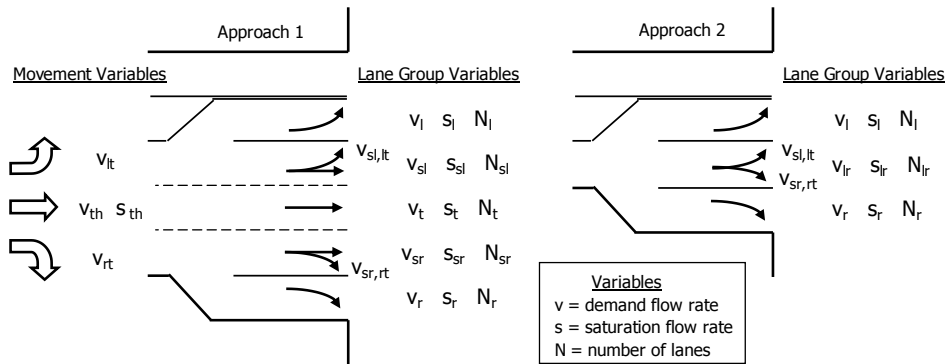 Approach 1
Approach 2
Movement Variables
Lane Group Variables
Lane Group Variables
v_l s_l N_l
v_l s_l N_l
v_lt
v_sl,lt
v_sl s_sl N_sl
v_sl,lt
v_sr,rt
v_lr s_lr N_lr
v_th s_th
v_t s_t N_t
v_r s_r N_r
v_rt
v_sr s_sr N_sr
v_sr,rt
v_r s_r N_r
Variables
v = demand flow rate
s = saturation flow rate
N = number of lanes